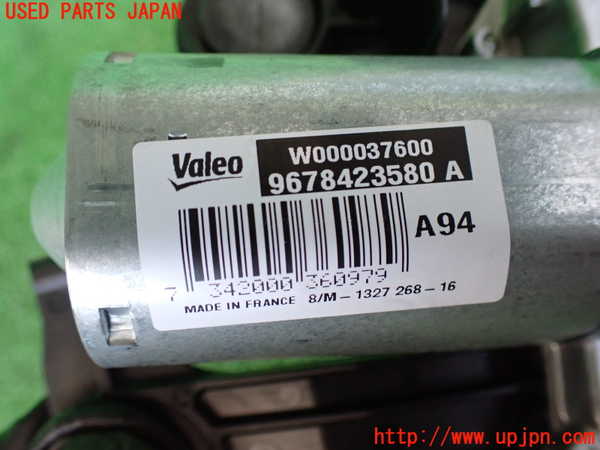 USED PARTS JAPAN
Valeo
W000037600
9678423580 A
A94
7 342000 360979
MADE IN FRANCE 8/M-1327 268-16
http://www.upjpn.com/